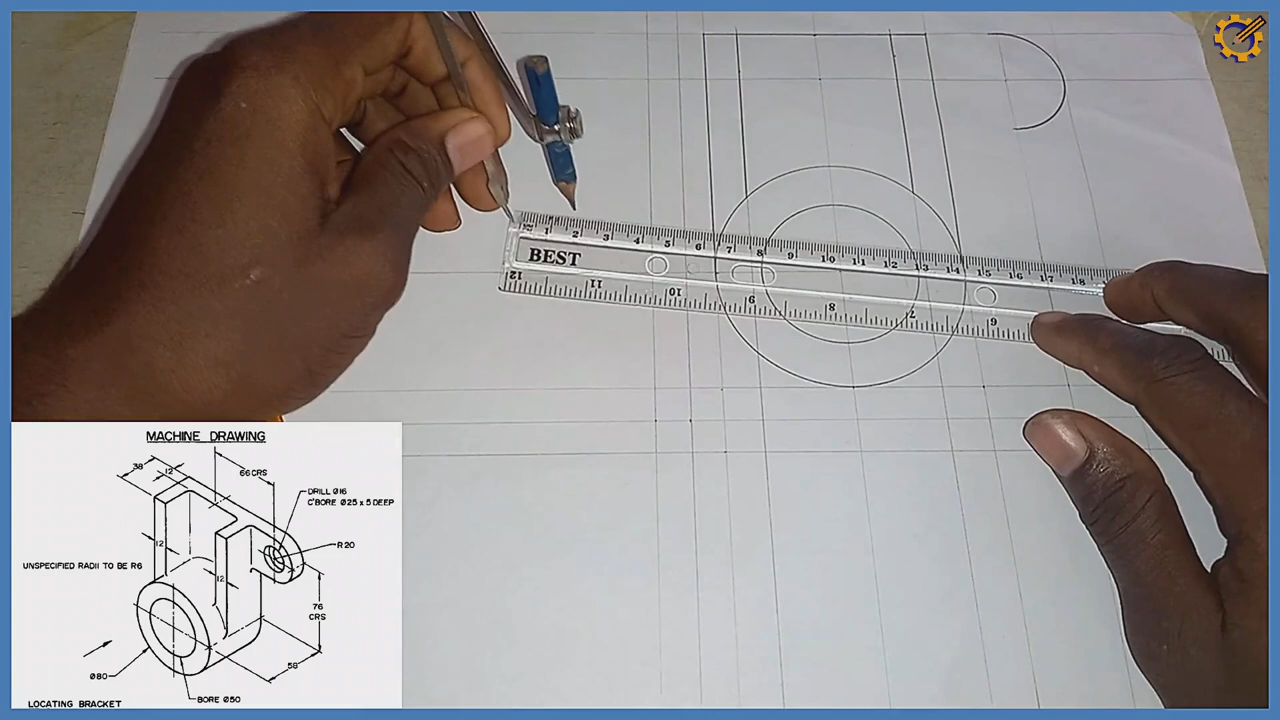 1 2 3 4 5 6 7 8 9 10 11 12 13 14 15 16 17 18
BEST
12 11 10 9 8 7 6
MACHINE DRAWING
38
12
66 CRS
DRILL Ø16
C'BORE Ø25 x 5 DEEP
12
R20
UNSPECIFIED RADII TO BE R6
12
76
CRS
58
Ø80
BORE Ø50
LOCATING BRACKET